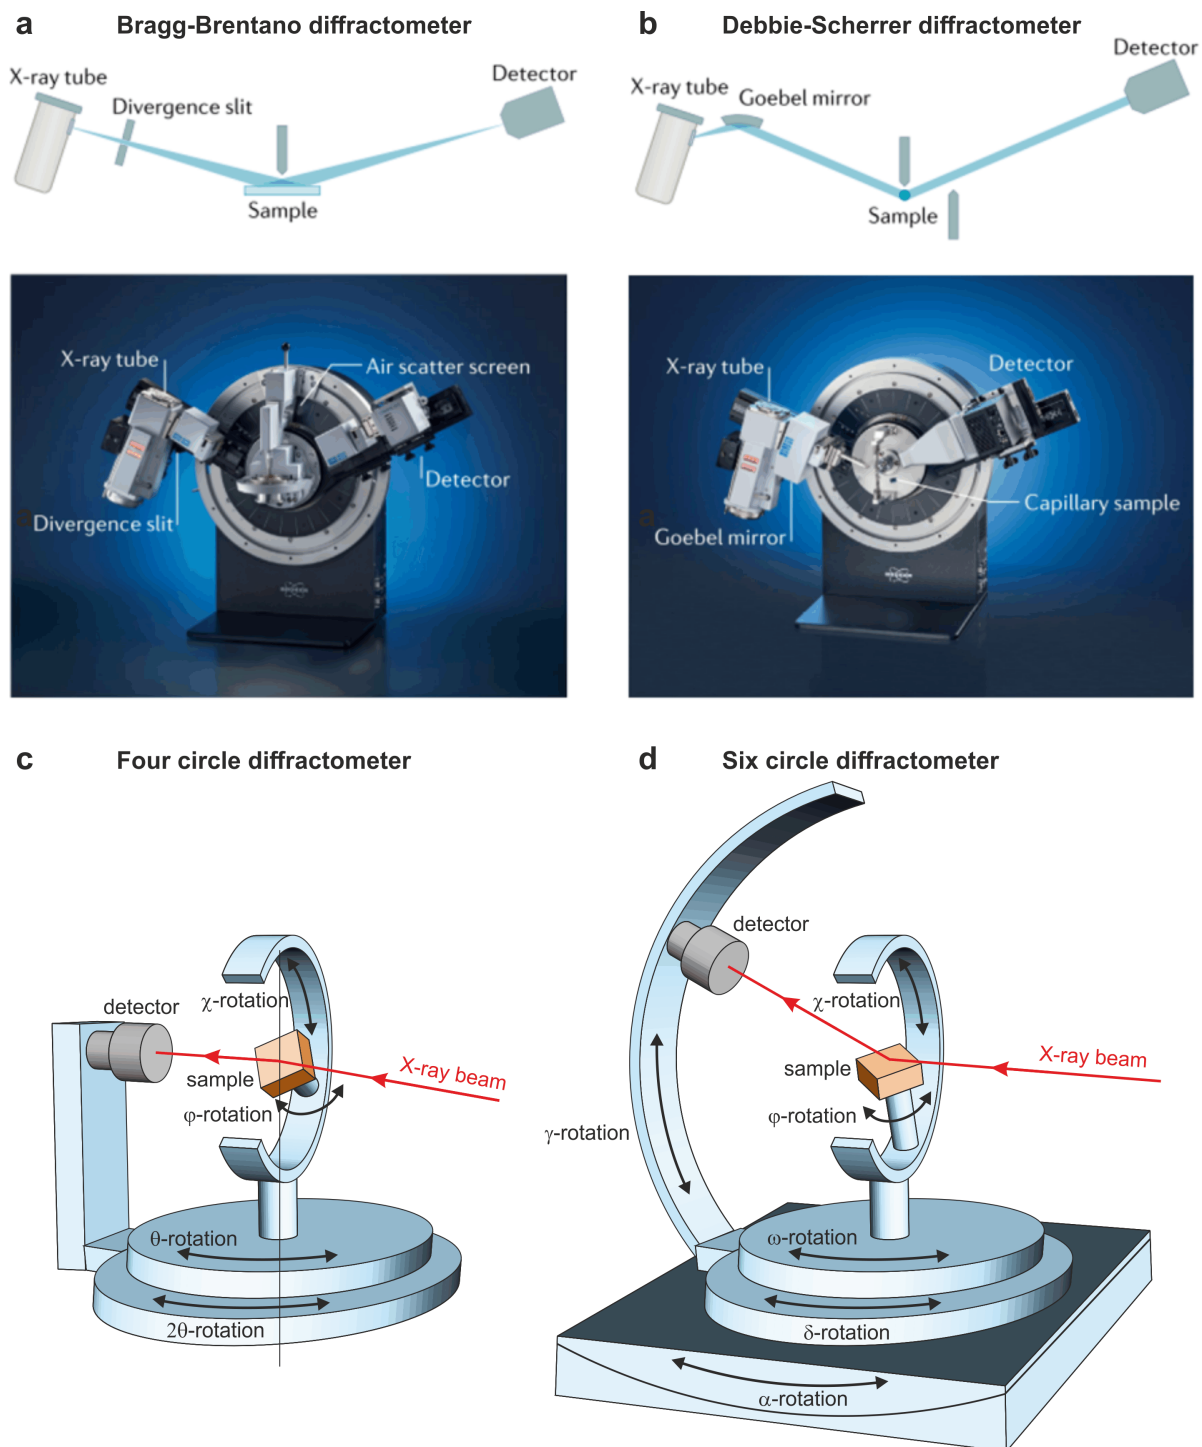 a Bragg-Brentano diffractometer
X-ray tube
Divergence slit
Detector
Sample
b Debbie-Scherrer diffractometer
Detector
X-ray tube
Goebel mirror
Sample
X-ray tube
Air scatter screen
Detector
Divergence slit
a
X-ray tube
Detector
Capillary sample
Goebel mirror
a
c Four circle diffractometer
detector
χ-rotation
sample
X-ray beam
φ-rotation
θ-rotation
2θ-rotation
d Six circle diffractometer
detector
χ-rotation
X-ray beam
sample
φ-rotation
γ-rotation
ω-rotation
δ-rotation
α-rotation